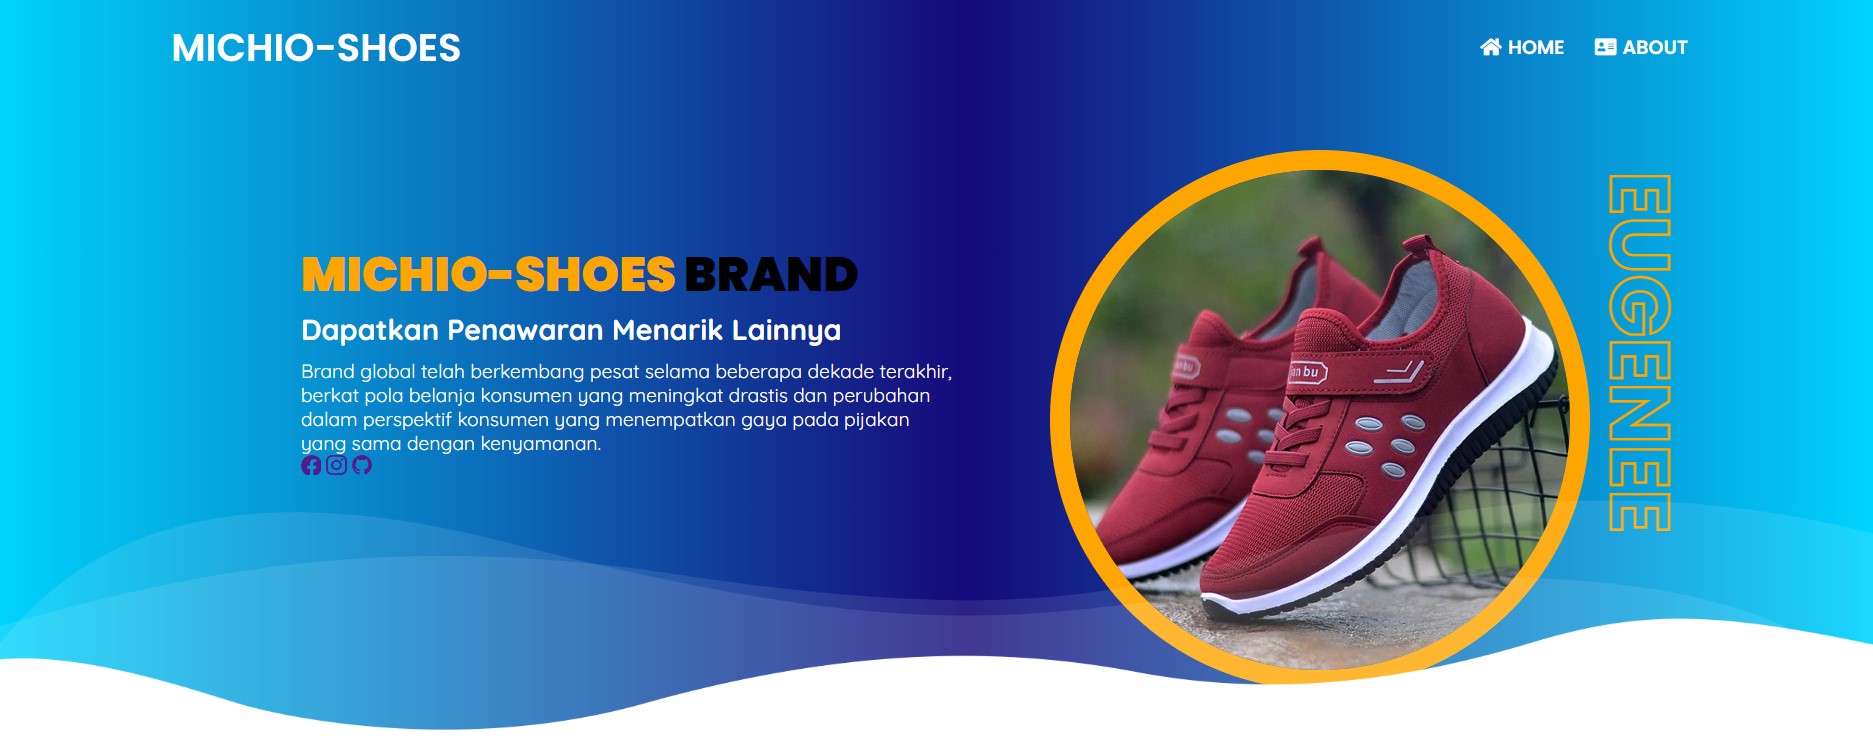 MICHIO-SHOES
HOME
ABOUT
MICHIO-SHOES BRAND
Dapatkan Penawaran Menarik Lainnya
Brand global telah berkembang pesat selama beberapa dekade terakhir,
berkat pola belanja konsumen yang meningkat drastis dan perubahan
dalam perspektif konsumen yang menempatkan gaya pada pijakan
yang sama dengan kenyamanan.
EUGENEE